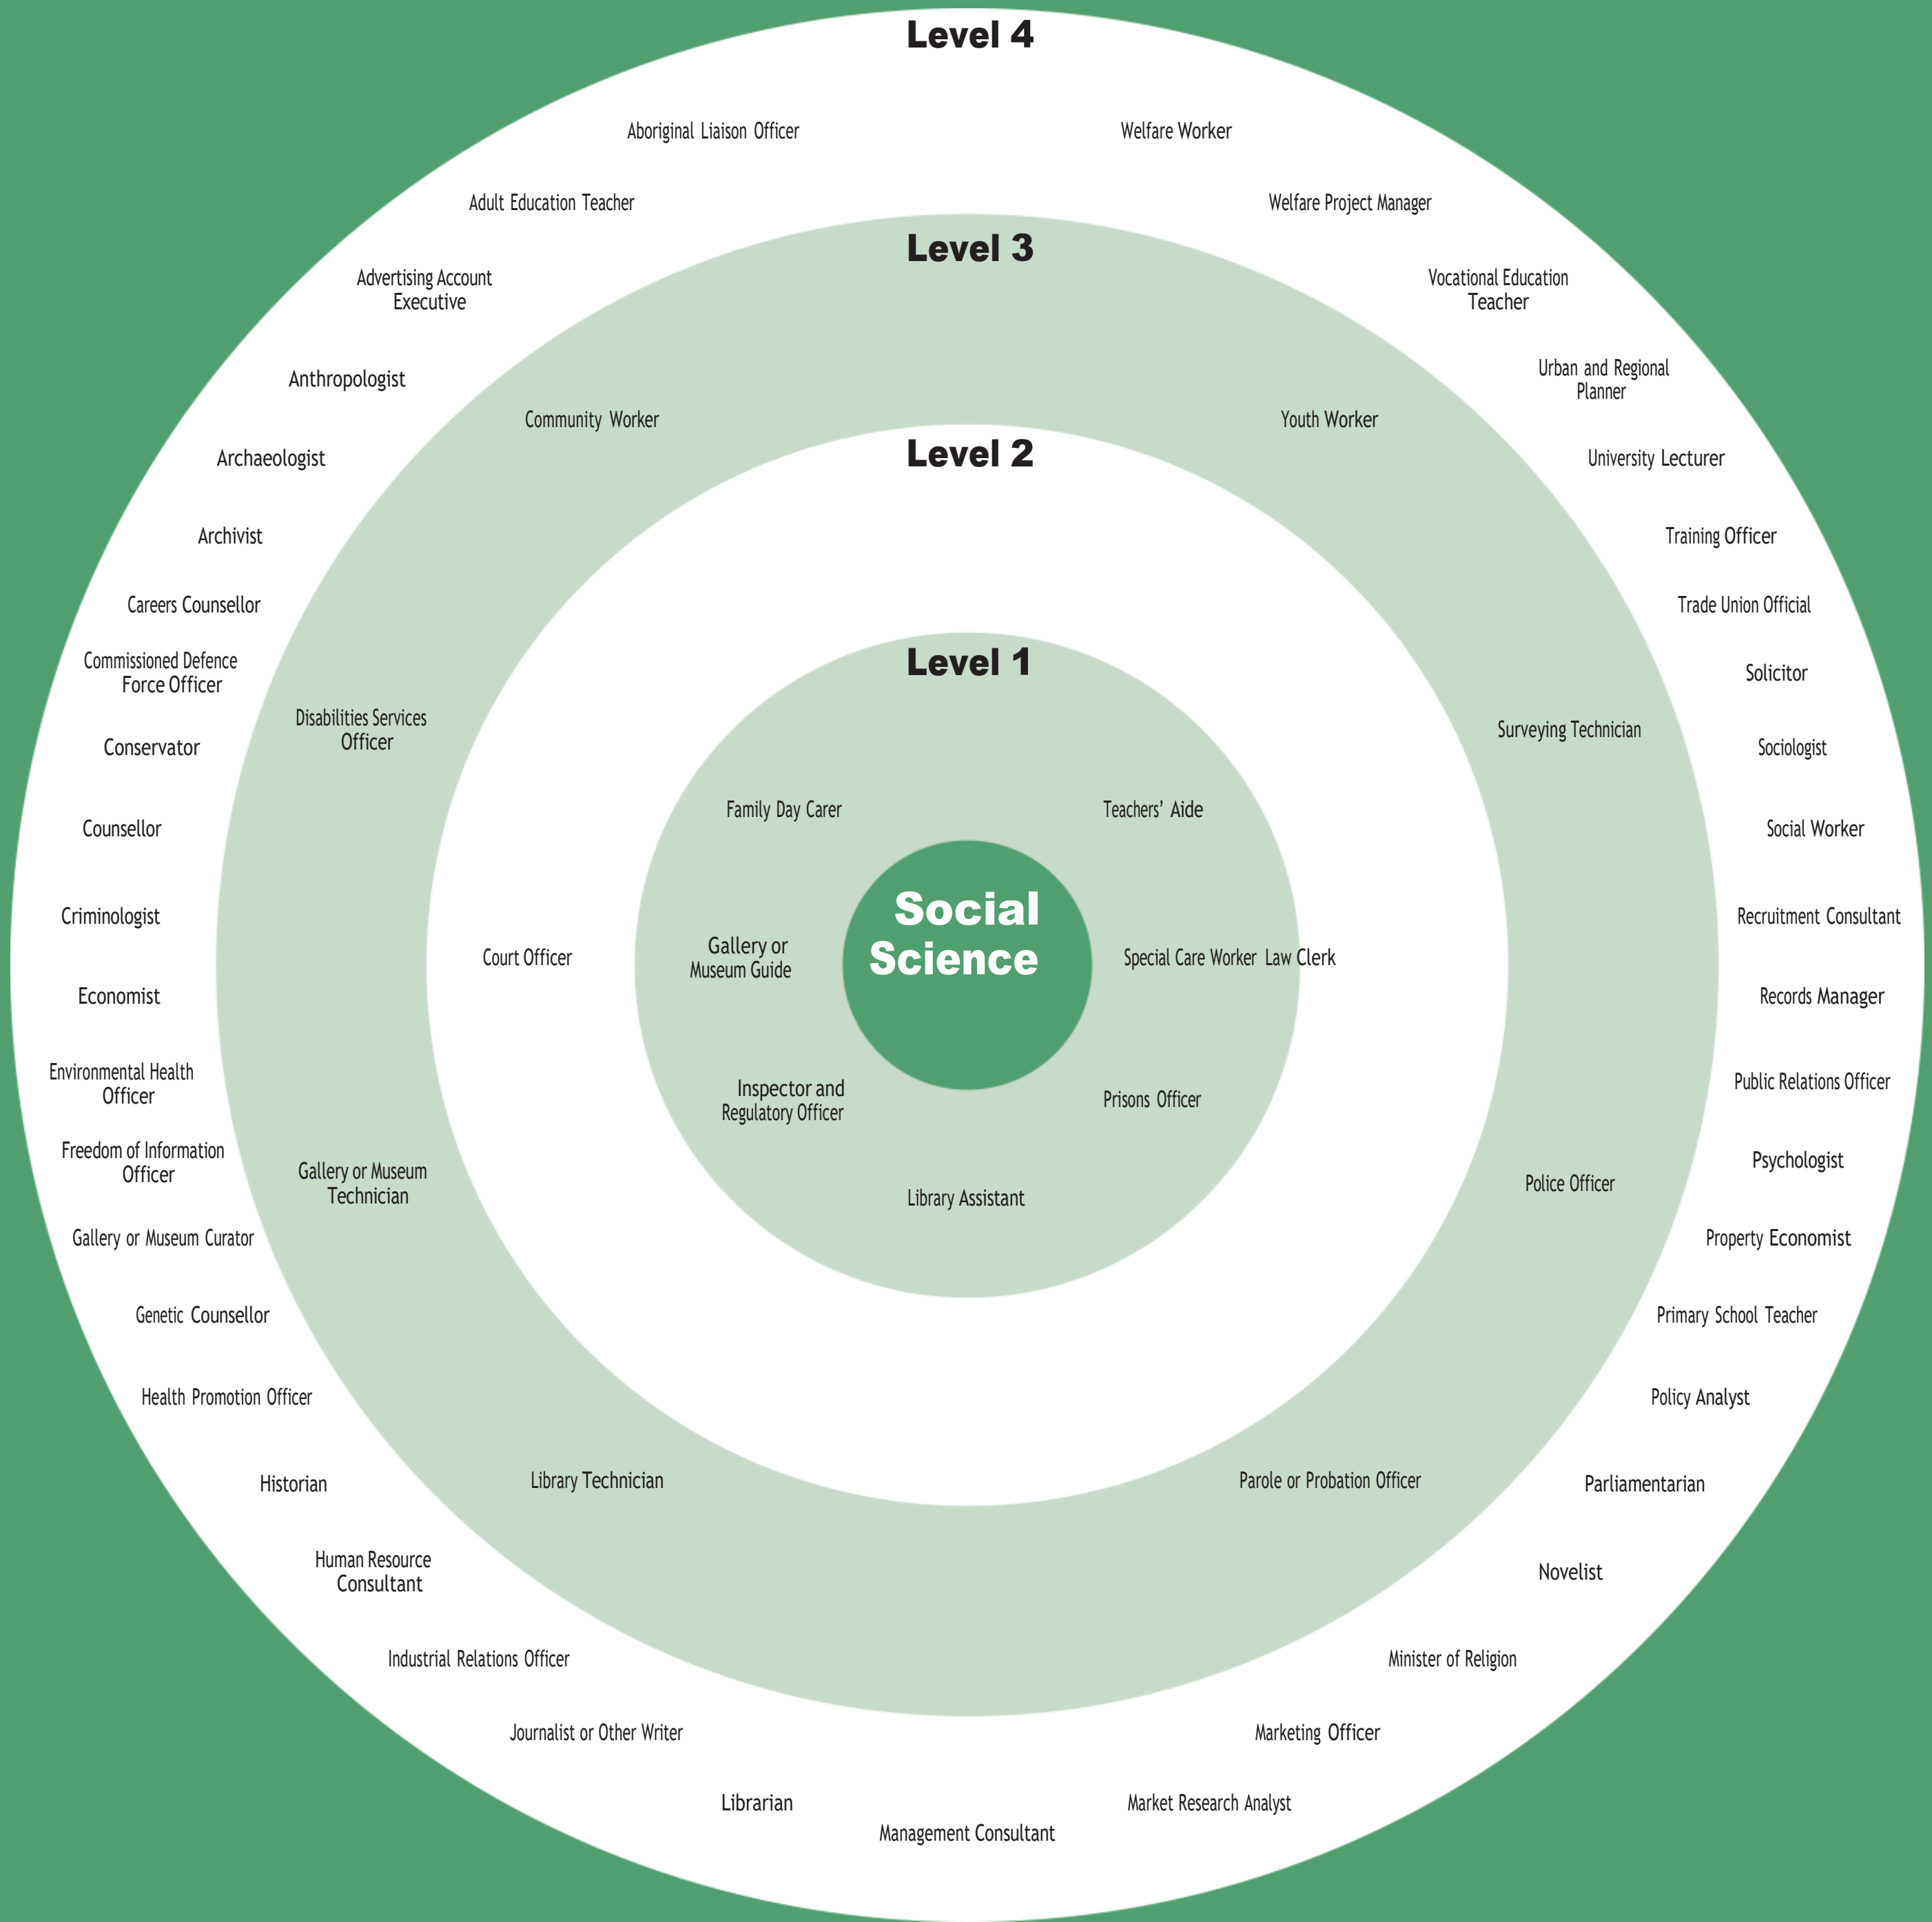 Level 4
Aboriginal Liaison Officer
Welfare Worker
Adult Education Teacher
Welfare Project Manager
Level 3
Advertising Account
Executive
Vocational Education
Teacher
Anthropologist
Urban and Regional
Planner
Community Worker
Youth Worker
Level 2
Archaeologist
University Lecturer
Archivist
Training Officer
Careers Counsellor
Trade Union Official
Level 1
Commissioned Defence
Force Officer
Solicitor
Disabilities Services
Officer
Surveying Technician
Conservator
Sociologist
Family Day Carer
Teachers’ Aide
Counsellor
Social Worker
Social
Science
Criminologist
Recruitment Consultant
Court Officer
Gallery or
Museum Guide
Special Care Worker
Law Clerk
Economist
Records Manager
Environmental Health
Officer
Inspector and
Regulatory Officer
Prisons Officer
Public Relations Officer
Freedom of Information
Officer
Gallery or Museum
Technician
Library Assistant
Police Officer
Psychologist
Gallery or Museum Curator
Property Economist
Genetic Counsellor
Primary School Teacher
Health Promotion Officer
Policy Analyst
Historian
Library Technician
Parole or Probation Officer
Parliamentarian
Human Resource
Consultant
Novelist
Industrial Relations Officer
Minister of Religion
Journalist or Other Writer
Marketing Officer
Librarian
Market Research Analyst
Management Consultant